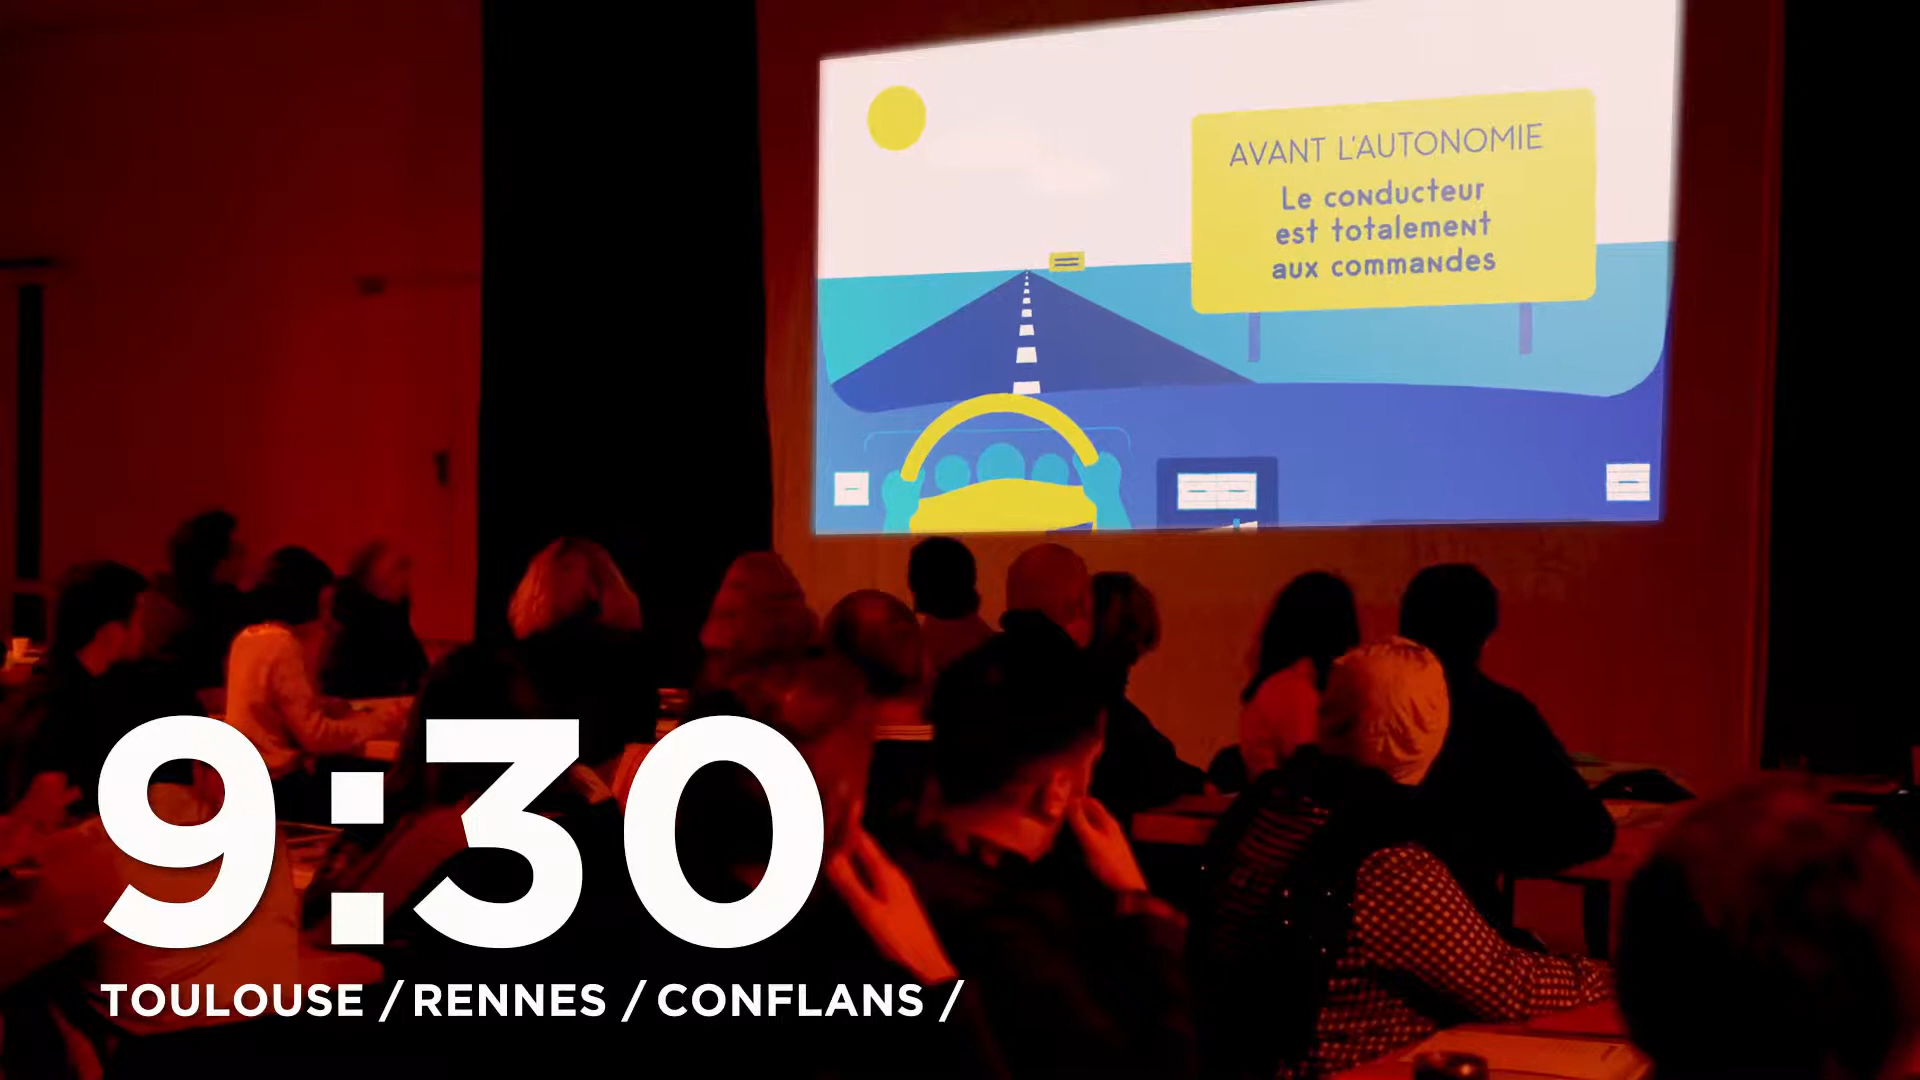 AVANT L'AUTONOMIE
Le conducteur
est totalement
aux commandes
9:30
TOULOUSE / RENNES / CONFLANS /